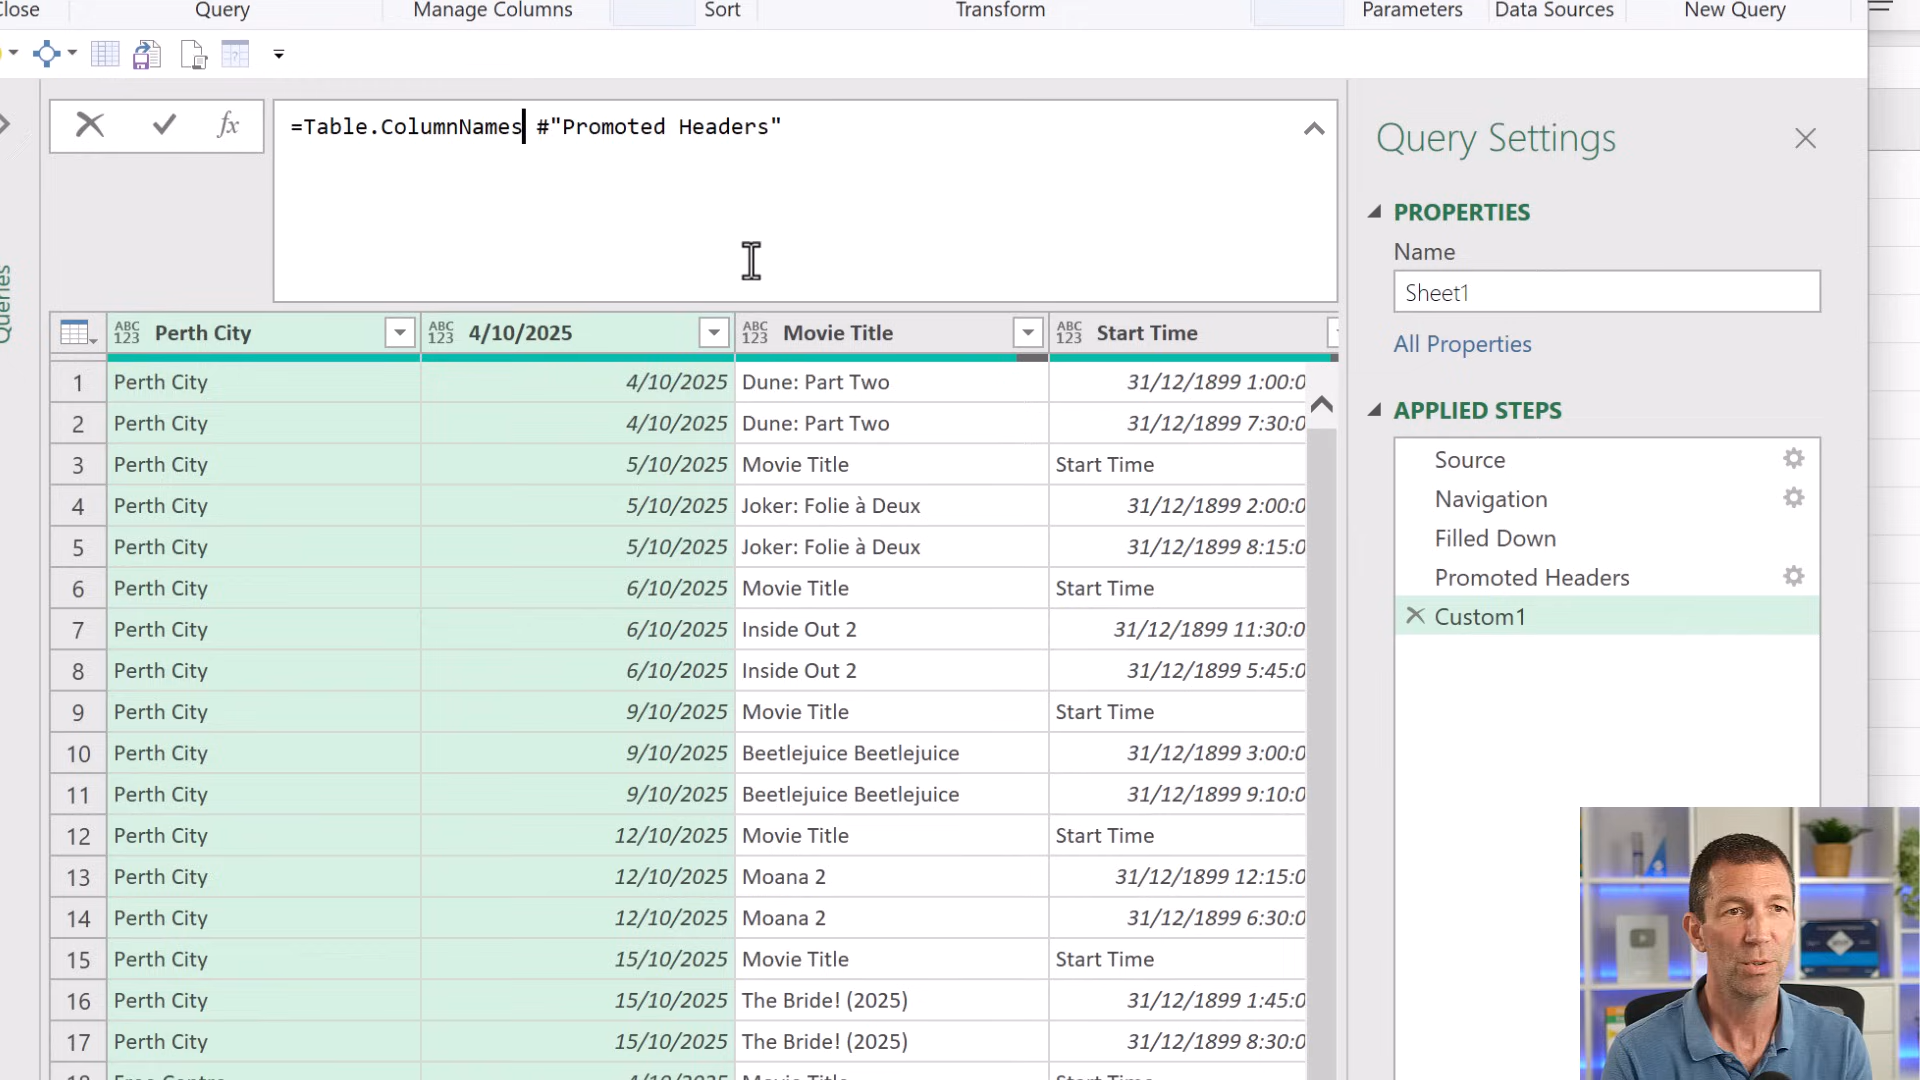 Close Query Manage Columns Sort Transform Parameters Data Sources New Query
fx
=Table.ColumnNames #"Promoted Headers"
Queries
Query Settings
PROPERTIES
Name
Sheet1
All Properties
APPLIED STEPS
Source
Navigation
Filled Down
Promoted Headers
Custom1
ABC 123 Perth City ABC 123 4/10/2025 ABC 123 Movie Title ABC 123 Start Time
1 Perth City 4/10/2025 Dune: Part Two 31/12/1899 1:00:0
2 Perth City 4/10/2025 Dune: Part Two 31/12/1899 7:30:0
3 Perth City 5/10/2025 Movie Title Start Time
4 Perth City 5/10/2025 Joker: Folie à Deux 31/12/1899 2:00:0
5 Perth City 5/10/2025 Joker: Folie à Deux 31/12/1899 8:15:0
6 Perth City 6/10/2025 Movie Title Start Time
7 Perth City 6/10/2025 Inside Out 2 31/12/1899 11:30:0
8 Perth City 6/10/2025 Inside Out 2 31/12/1899 5:45:0
9 Perth City 9/10/2025 Movie Title Start Time
10 Perth City 9/10/2025 Beetlejuice Beetlejuice 31/12/1899 3:00:0
11 Perth City 9/10/2025 Beetlejuice Beetlejuice 31/12/1899 9:10:0
12 Perth City 12/10/2025 Movie Title Start Time
13 Perth City 12/10/2025 Moana 2 31/12/1899 12:15:0
14 Perth City 12/10/2025 Moana 2 31/12/1899 6:30:0
15 Perth City 15/10/2025 Movie Title Start Time
16 Perth City 15/10/2025 The Bride! (2025) 31/12/1899 1:45:0
17 Perth City 15/10/2025 The Bride! (2025) 31/12/1899 8:30:0